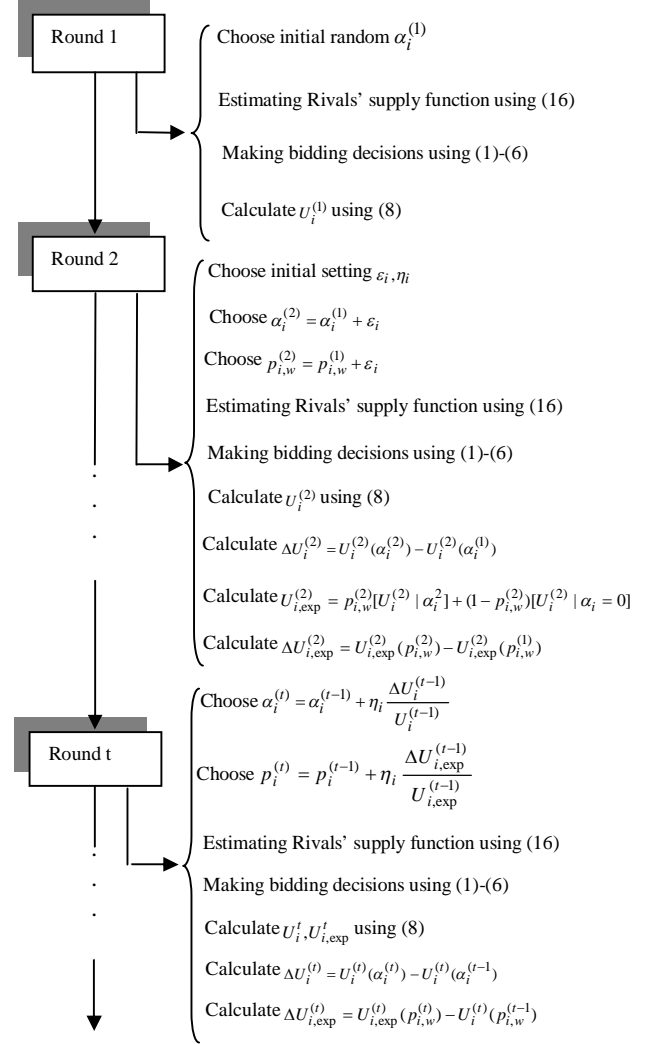 Round 1
Choose initial random α_i^{(1)}
Estimating Rivals' supply function using (16)
Making bidding decisions using (1)-(6)
Calculate U_i^{(1)} using (8)
Round 2
Choose initial setting ε_i, η_i
Choose α_i^{(2)} = α_i^{(1)} + ε_i
Choose p_{i,w}^{(2)} = p_{i,w}^{(1)} + ε_i
Estimating Rivals' supply function using (16)
Making bidding decisions using (1)-(6)
Calculate U_i^{(2)} using (8)
Calculate ΔU_i^{(2)} = U_i^{(2)}(α_i^{(2)}) − U_i^{(2)}(α_i^{(1)})
Calculate U_{i,exp}^{(2)} = p_{i,w}^{(2)}[U_i^{(2)} | α_i^2] + (1 − p_{i,w}^{(2)})[U_i^{(2)} | α_i = 0]
Calculate ΔU_{i,exp}^{(2)} = U_{i,exp}^{(2)}(p_{i,w}^{(2)}) − U_{i,exp}^{(2)}(p_{i,w}^{(1)})
Round t
Choose α_i^{(t)} = α_i^{(t−1)} + η_i \frac{ΔU_i^{(t−1)}}{U_i^{(t−1)}}
Choose p_i^{(t)} = p_i^{(t−1)} + η_i \frac{ΔU_{i,exp}^{(t−1)}}{U_{i,exp}^{(t−1)}}
Estimating Rivals' supply function using (16)
Making bidding decisions using (1)-(6)
Calculate U_i^t, U_{i,exp}^t using (8)
Calculate ΔU_i^{(t)} = U_i^{(t)}(α_i^{(t)}) − U_i^{(t)}(α_i^{(t−1})
Calculate ΔU_{i,exp}^{(t)} = U_{i,exp}^{(t)}(p_{i,w}^{(t)}) − U_i^{(t)}(p_{i,w}^{(t−1})